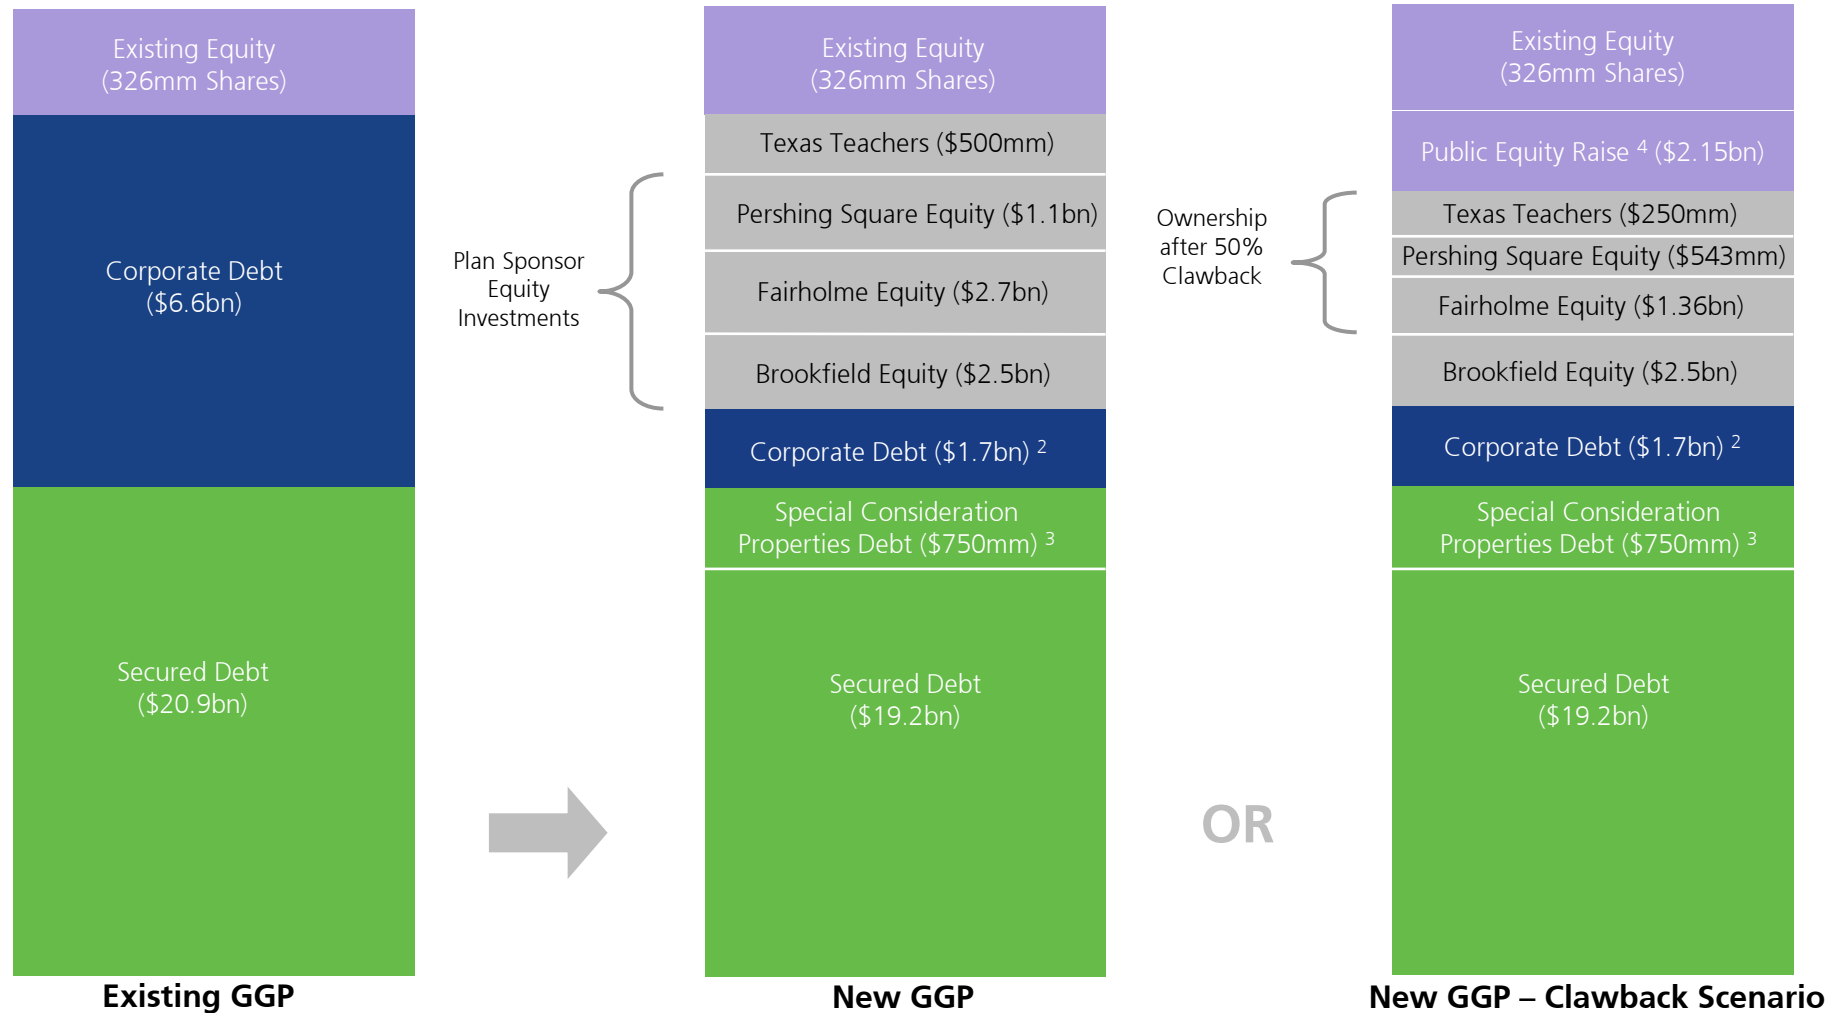 Existing Equity
(326mm Shares)
Corporate Debt
($6.6bn)
Secured Debt
($20.9bn)
Existing GGP
Plan Sponsor
Equity
Investments
Existing Equity
(326mm Shares)
Texas Teachers ($500mm)
Pershing Square Equity ($1.1bn)
Fairholme Equity ($2.7bn)
Brookfield Equity ($2.5bn)
Corporate Debt ($1.7bn) 2
Special Consideration
Properties Debt ($750mm) 3
Secured Debt
($19.2bn)
New GGP
Ownership
after 50%
Clawback
OR
Existing Equity
(326mm Shares)
Public Equity Raise 4 ($2.15bn)
Texas Teachers ($250mm)
Pershing Square Equity ($543mm)
Fairholme Equity ($1.36bn)
Brookfield Equity ($2.5bn)
Corporate Debt ($1.7bn) 2
Special Consideration
Properties Debt ($750mm) 3
Secured Debt
($19.2bn)
New GGP – Clawback Scenario